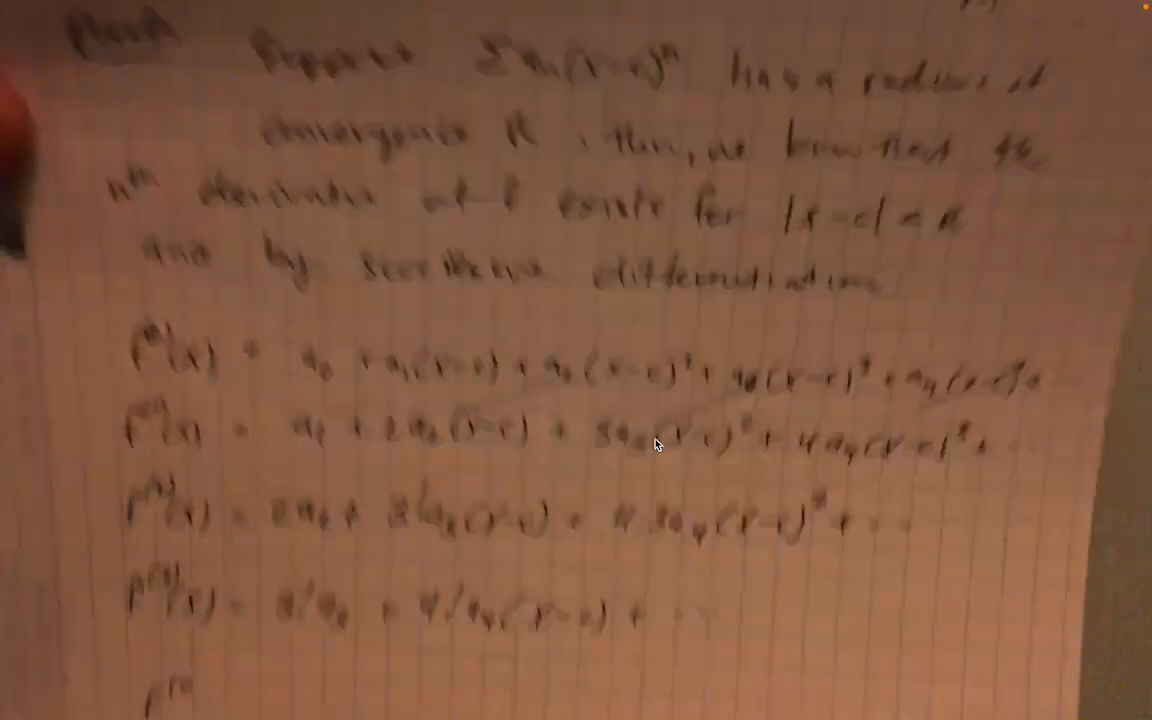 Proof Suppose Σ aₙ(x-c)ⁿ has a radius of
convergence R, then, we know that the
nth derivative of f exists for |x-c| < R
and by successive differentiation
f⁽⁰⁾(x) = a₀ + a₁(x-c) + a₂(x-c)² + a₃(x-c)³ + a₄(x-c)⁴ + ...
f⁽¹⁾(x) = a₁ + 2a₂(x-c) + 3a₃(x-c)² + 4a₄(x-c)³ + ...
f⁽²⁾(x) = 2a₂ + 3!a₃(x-c) + 4·3a₄(x-c)² + ...
f⁽³⁾(x) = 3!a₃ + 4!a₄(x-c) + ...